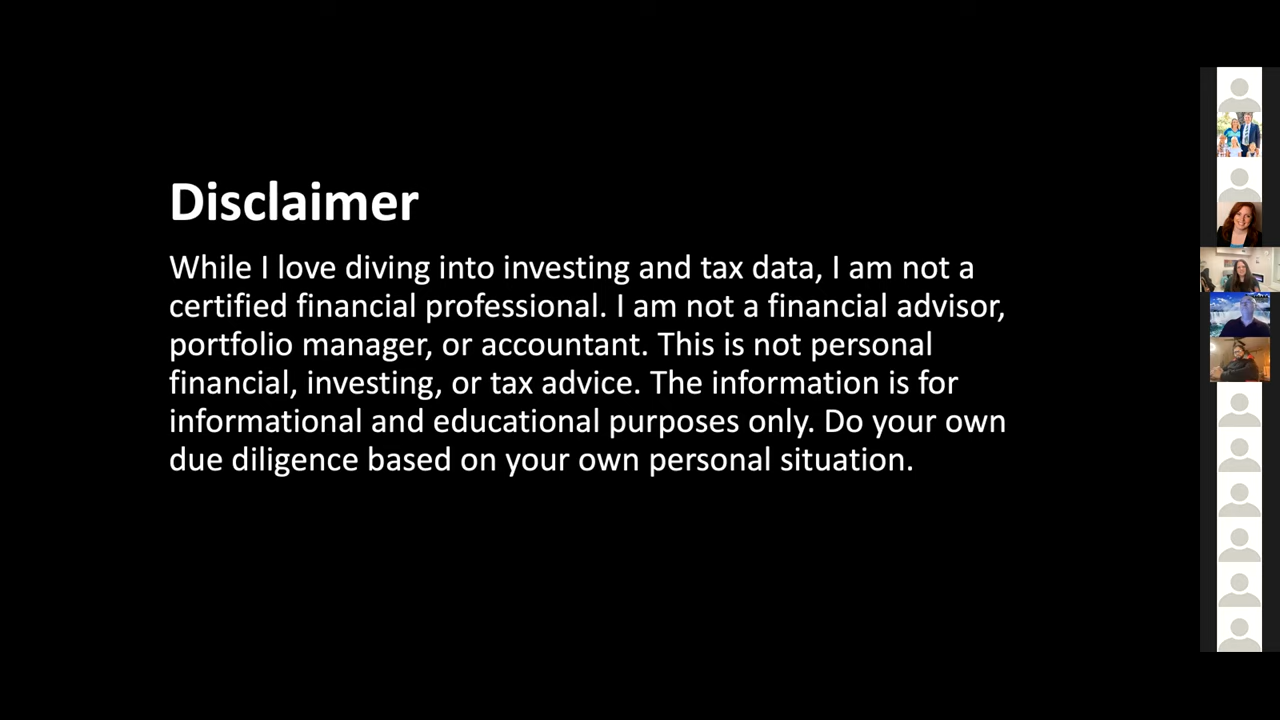 Disclaimer
While I love diving into investing and tax data, I am not a
certified financial professional. I am not a financial advisor,
portfolio manager, or accountant. This is not personal
financial, investing, or tax advice. The information is for
informational and educational purposes only. Do your own
due diligence based on your own personal situation.